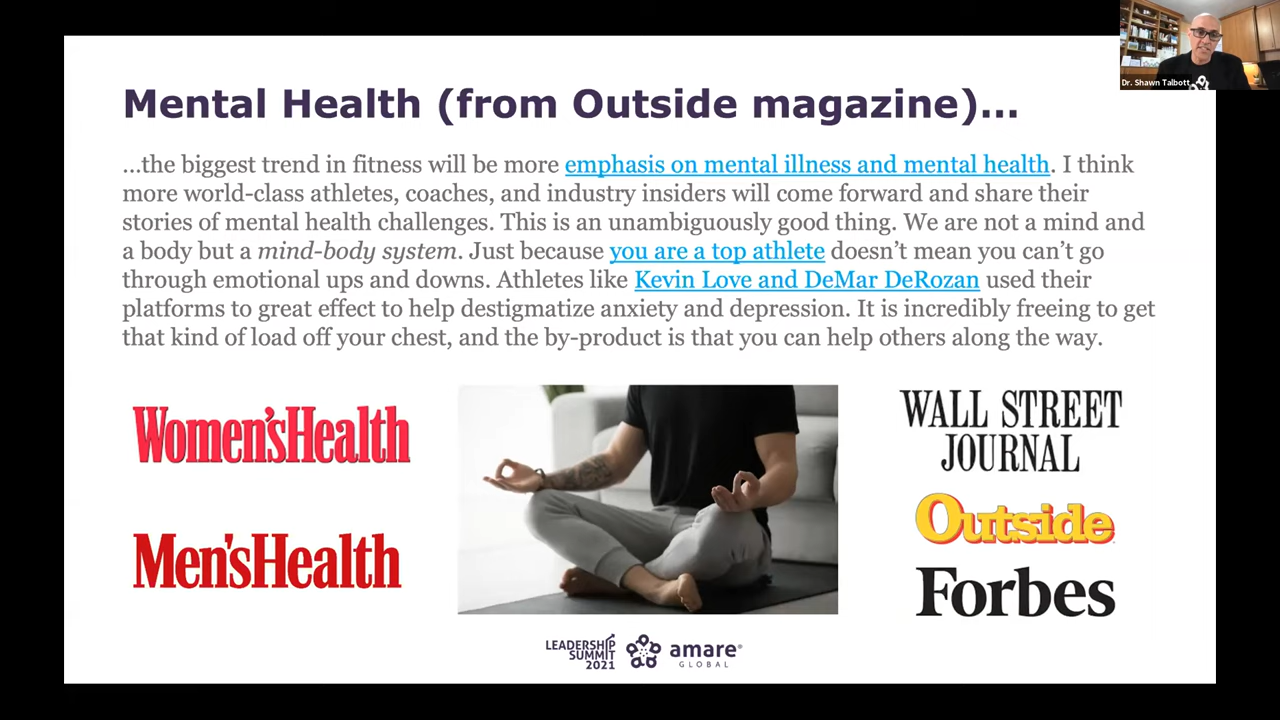 Dr. Shawn Talbott
Mental Health (from Outside magazine)...
...the biggest trend in fitness will be more emphasis on mental illness and mental health. I think
more world-class athletes, coaches, and industry insiders will come forward and share their
stories of mental health challenges. This is an unambiguously good thing. We are not a mind and
a body but a mind-body system. Just because you are a top athlete doesn’t mean you can’t go
through emotional ups and downs. Athletes like Kevin Love and DeMar DeRozan used their
platforms to great effect to help destigmatize anxiety and depression. It is incredibly freeing to get
that kind of load off your chest, and the by-product is that you can help others along the way.
Women'sHealth
Men'sHealth
WALL STREET
JOURNAL
Outside
Forbes
LEADERSHIP
SUMMIT
2021
amare®
GLOBAL